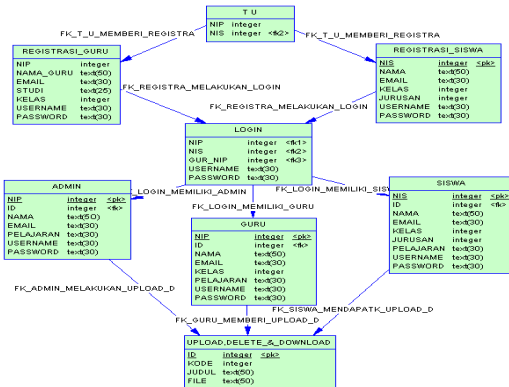 T U
NIP integer
NIS integer <fk2>
FK_T_U_MEMBERI_REGISTRA
FK_T_U_MEMBERI_REGISTRA
REGISTRASI_GURU
NIP integer
NAMA_GURU text(50)
EMAIL text(30)
STUDI text(25)
KELAS integer
USERNAME text(30)
PASSWORD text(30)
REGISTRASI_SISWA
NIS integer <pk>
NAMA text(50)
EMAIL text(30)
KELAS integer
JURUSAN integer
USERNAME text(30)
PASSWORD text(30)
FK_REGISTRA_MELAKUKAN_LOGIN
FK_REGISTRA_MELAKUKAN_LOGIN
LOGIN
NIP integer <fk1>
NIS integer <fk2>
GUR_NIP integer <fk3>
USERNAME text(30)
PASSWORD text(30)
_LOGIN_MEMILIKI_ADMIN
FK_LOGIN_MEMILIKI_SISW
FK_LOGIN_MEMILIKI_GURU
ADMIN
NIP integer <pk>
ID integer <fk>
NAMA text(50)
EMAIL text(30)
PELAJARAN text(30)
USERNAME text(30)
PASSWORD text(30)
GURU
NIP integer <pk>
ID integer <fk>
NAMA text(50)
EMAIL text(30)
KELAS integer
PELAJARAN text(30)
USERNAME text(30)
PASSWORD text(30)
SISWA
NIS integer <pk>
ID integer <fk>
NAMA text(50)
EMAIL text(30)
KELAS integer
JURUSAN integer
PELAJARAN text(30)
USERNAME text(30)
PASSWORD text(30)
FK_ADMIN_MELAKUKAN_UPLOAD_D
FK_SISWA_MENDAPATK_UPLOAD_D
FK_GURU_MEMBERI_UPLOAD_D
UPLOAD,DELETE_&_DOWNLOAD
ID integer <pk>
KODE integer
JUDUL text(50)
FILE text(50)